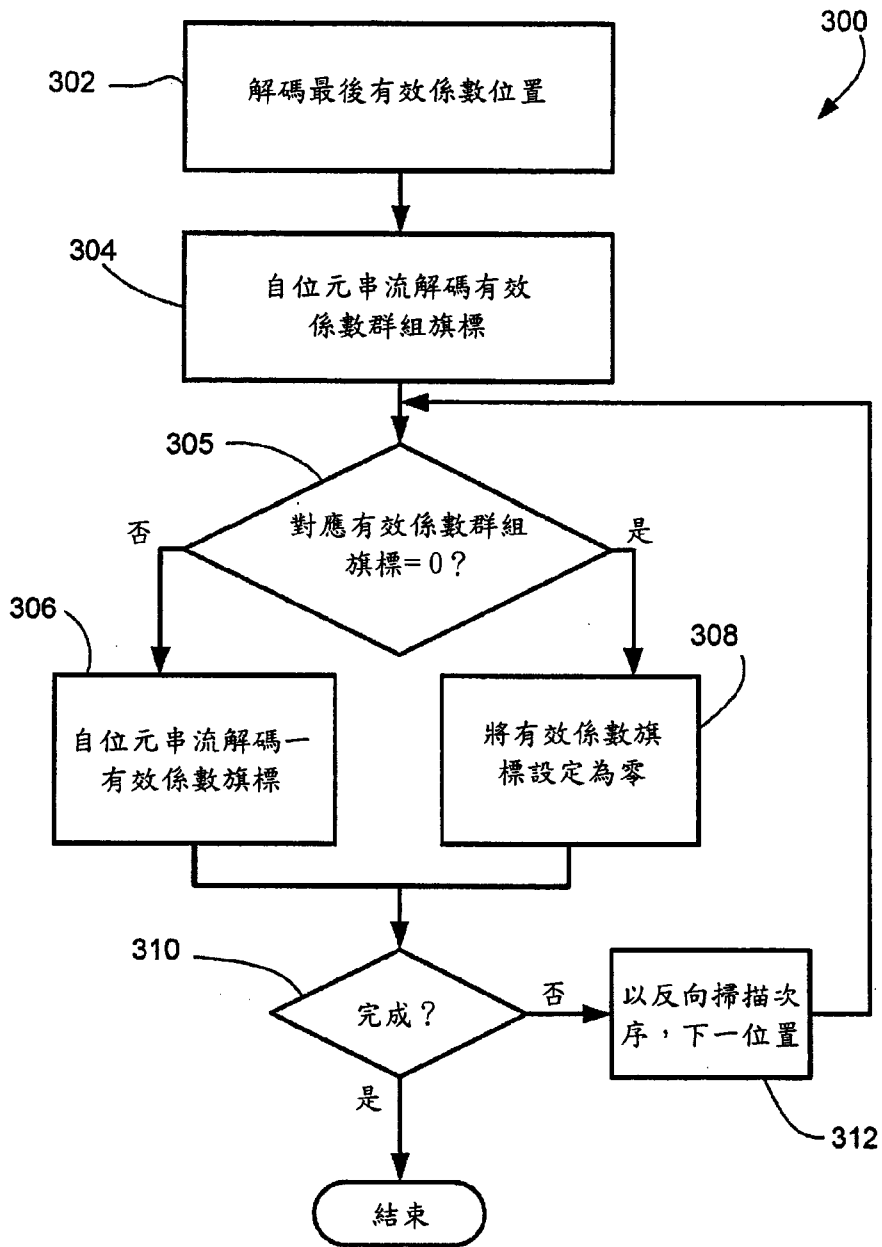 300
302
解碼最後有效係數位置
304
自位元串流解碼有效
係數群組旗標
305
對應有效係數群組
旗標=0？
否
是
306
自位元串流解碼一
有效係數旗標
308
將有效係數旗
標設定為零
310
完成？
否
是
以反向掃描次
序，下一位置
312
結束